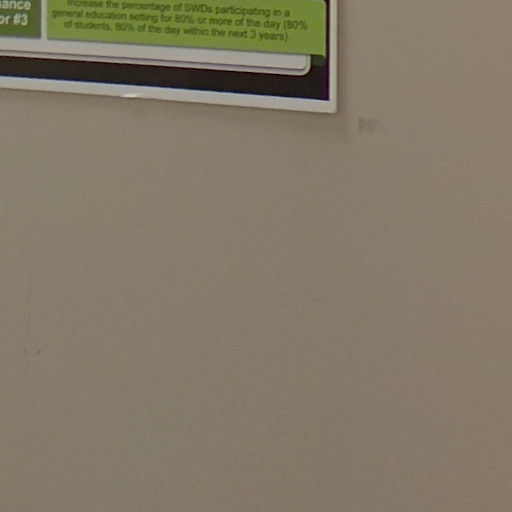 ance
or #3
Increase the percentage of SWDs participating in a
general education setting for 80% or more of the day (80%
of students, 80% of the day within the next 3 years)